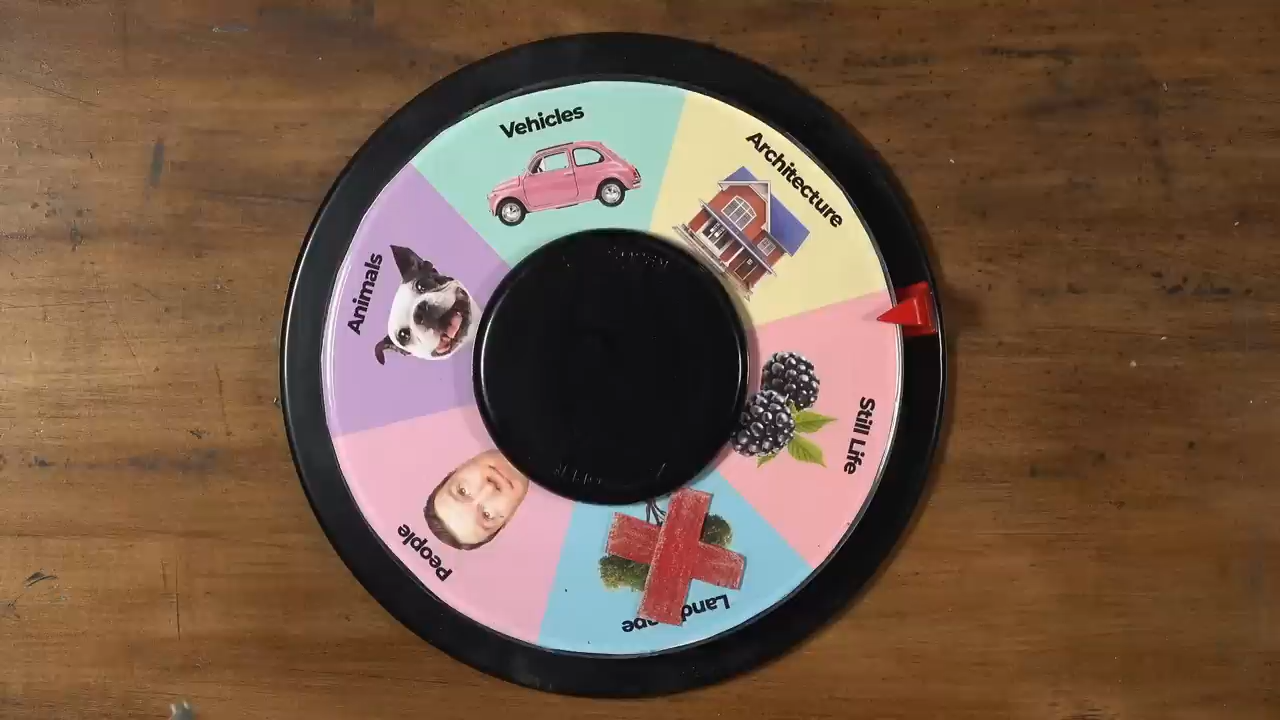 Vehicles
Architecture
Animals
Still Life
People